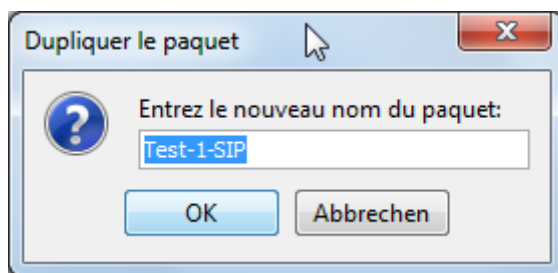 Dupliquer le paquet
Entrez le nouveau nom du paquet:
Test-1-SIP
OK
Abbrechen